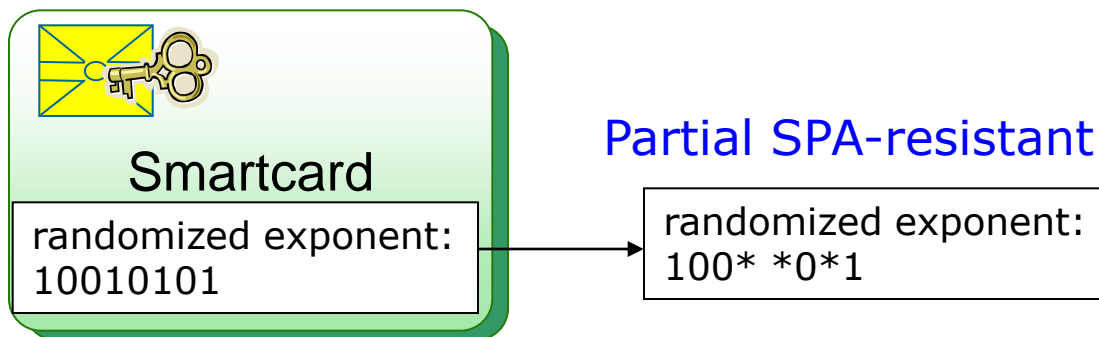 Partial SPA-resistant
Smartcard
randomized exponent:
10010101
randomized exponent:
100* *0*1